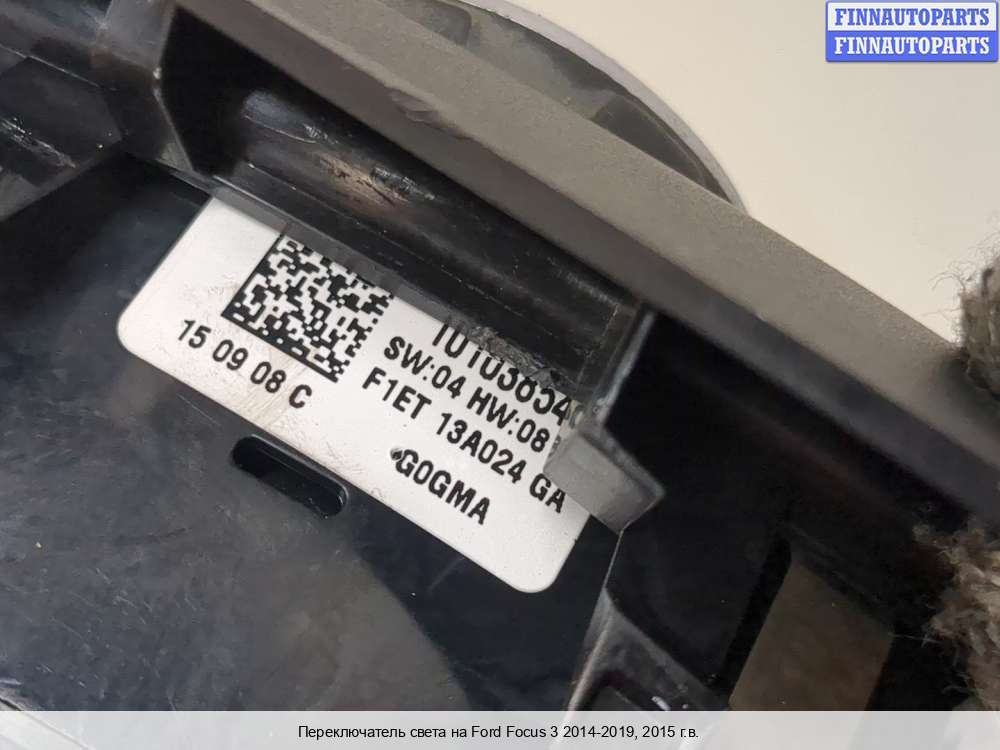 FINNAUTOPARTS
FINNAUTOPARTS
SW:04 HW:08
F1ET 13A024 GA
G0GMA
15 09 08 C
Переключатель света на Ford Focus 3 2014-2019, 2015 г.в.